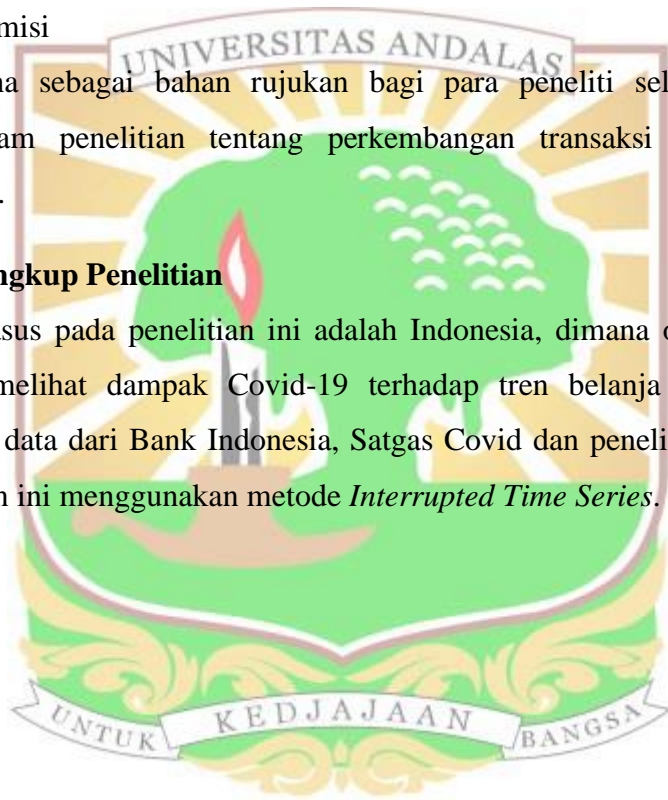 misi
UNIVERSITAS ANDALAS
na sebagai bahan rujukan bagi para peneliti sel
am penelitian tentang perkembangan transaksi
.
ngkup Penelitian
asus pada penelitian ini adalah Indonesia, dimana
melihat dampak Covid-19 terhadap tren belanja
data dari Bank Indonesia, Satgas Covid dan peneli
n ini menggunakan metode Interrupted Time Series.
UNTUK KEDJAJAAN BANGSA